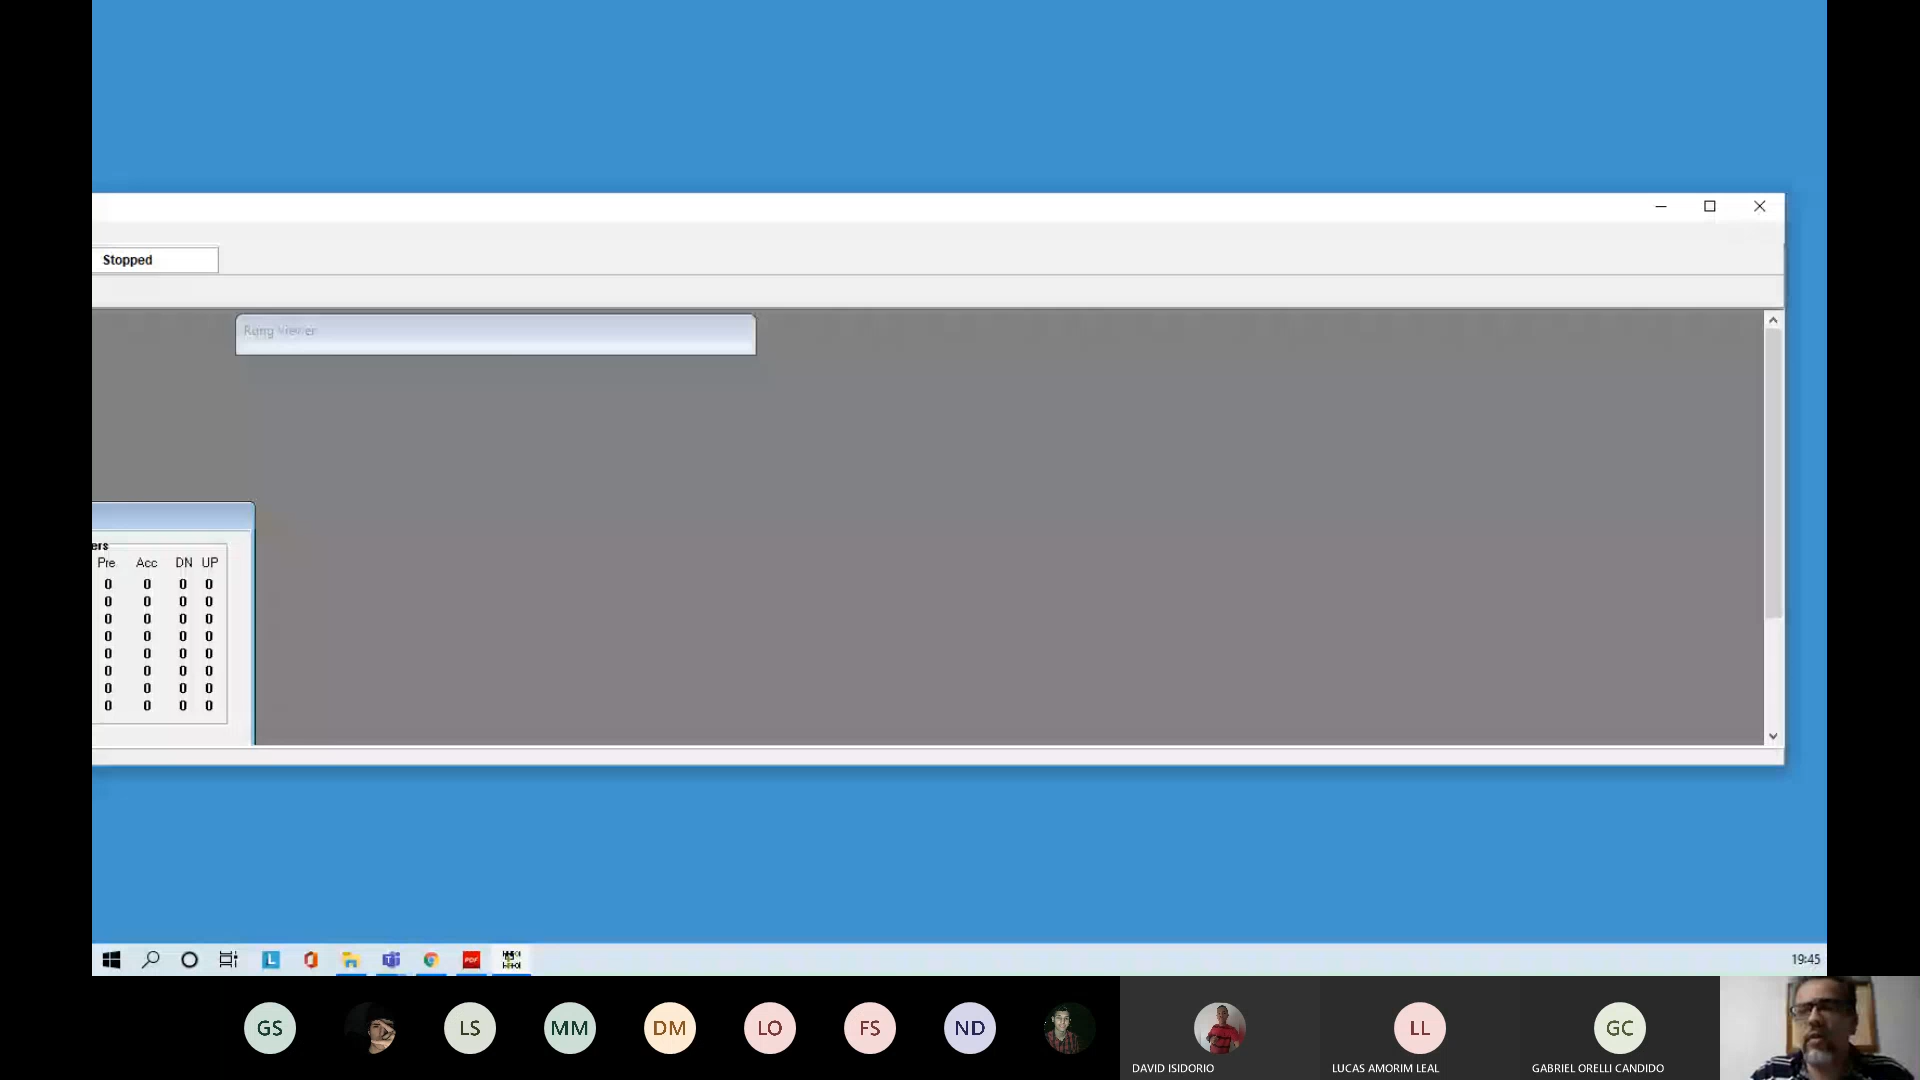 Stopped
Rung Viewer
ers
Pre Acc DN UP
0 0 0 0
0 0 0 0
0 0 0 0
0 0 0 0
0 0 0 0
0 0 0 0
0 0 0 0
0 0 0 0
L
PDF
19:45
GS
LS
MM
DM
LO
FS
ND
LL
GC
DAVID ISIDORIO
LUCAS AMORIM LEAL
GABRIEL ORELLI CANDIDO